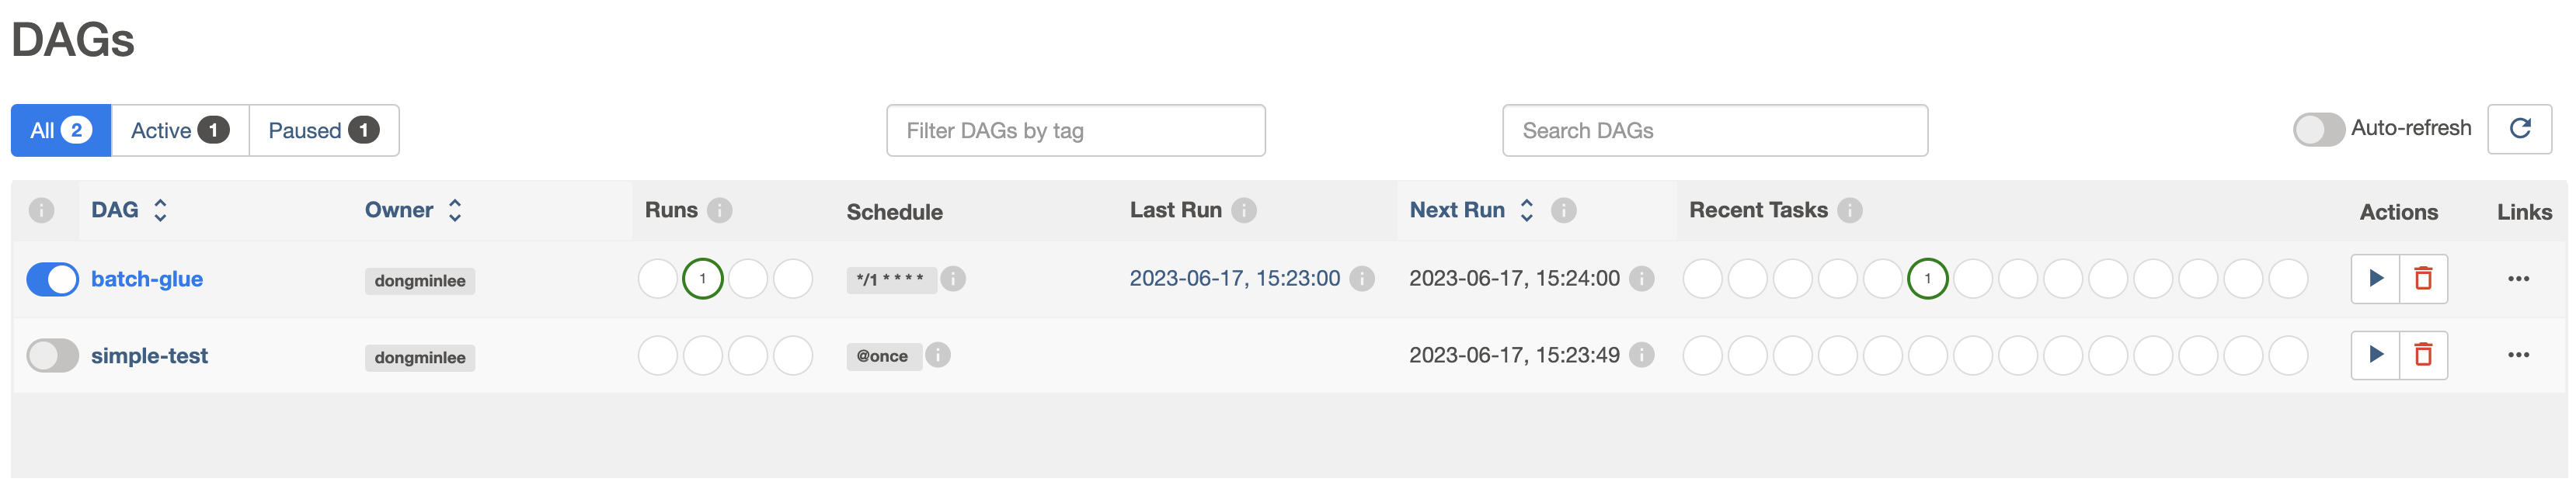 DAGs
All 2 Active 1 Paused 1 Filter DAGs by tag Search DAGs Auto-refresh
DAG Owner Runs Schedule Last Run Next Run Recent Tasks Actions Links
batch-glue dongminlee 1 */1 * * * * 2023-06-17, 15:23:00 2023-06-17, 15:24:00 1
simple-test dongminlee @once 2023-06-17, 15:23:49